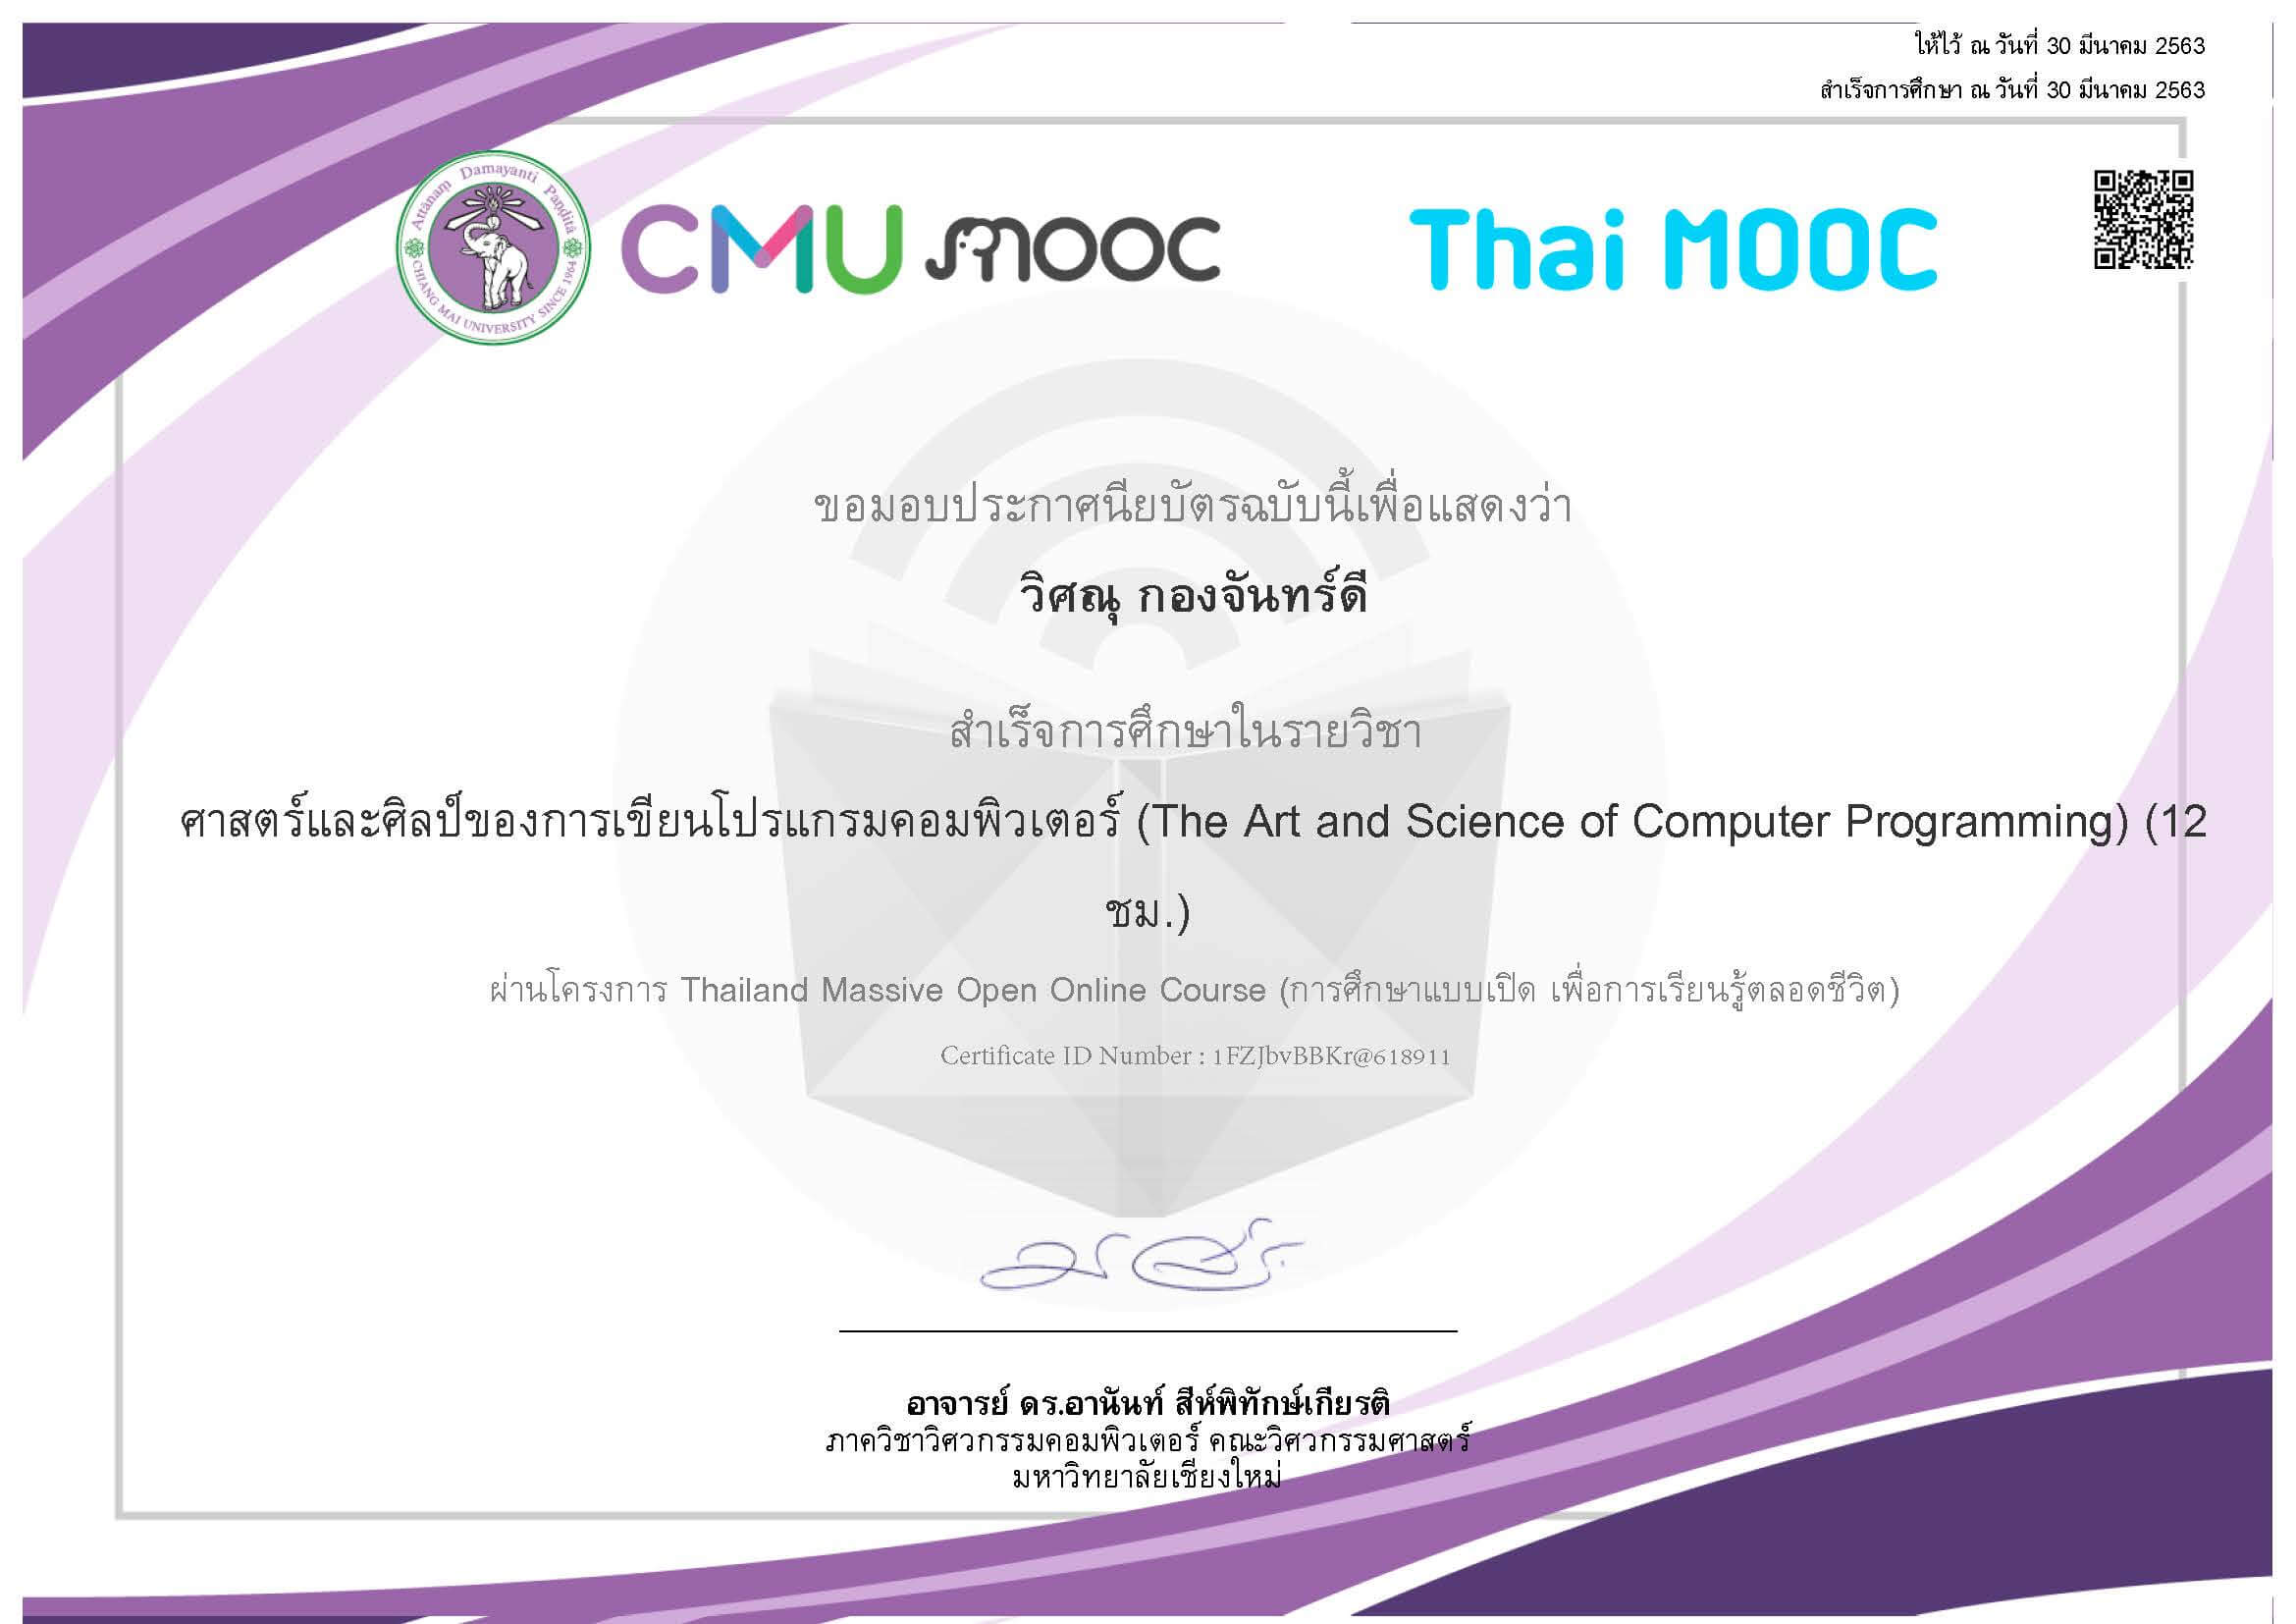 ให้ไว้ ณ วันที่ 30 มีนาคม 2563
สำเร็จการศึกษา ณ วันที่ 30 มีนาคม 2563
Attānaṃ Damayanti Paṇḍitā
CHIANG MAI UNIVERSITY SINCE 1964
CMU MOOC
Thai MOOC
ขอมอบประกาศนียบัตรฉบับนี้เพื่อแสดงว่า
วิศณุ กองจันทร์ดี
สำเร็จการศึกษาในรายวิชา
ศาสตร์และศิลป์ของการเขียนโปรแกรมคอมพิวเตอร์ (The Art and Science of Computer Programming) (12
ชม.)
ผ่านโครงการ Thailand Massive Open Online Course (การศึกษาแบบเปิด เพื่อการเรียนรู้ตลอดชีวิต)
Certificate ID Number : 1FZJbvBBKr@618911
อาจารย์ ดร.อานันท์ สีห์พิทักษ์เกียรติ
ภาควิชาวิศวกรรมคอมพิวเตอร์ คณะวิศวกรรมศาสตร์
มหาวิทยาลัยเชียงใหม่